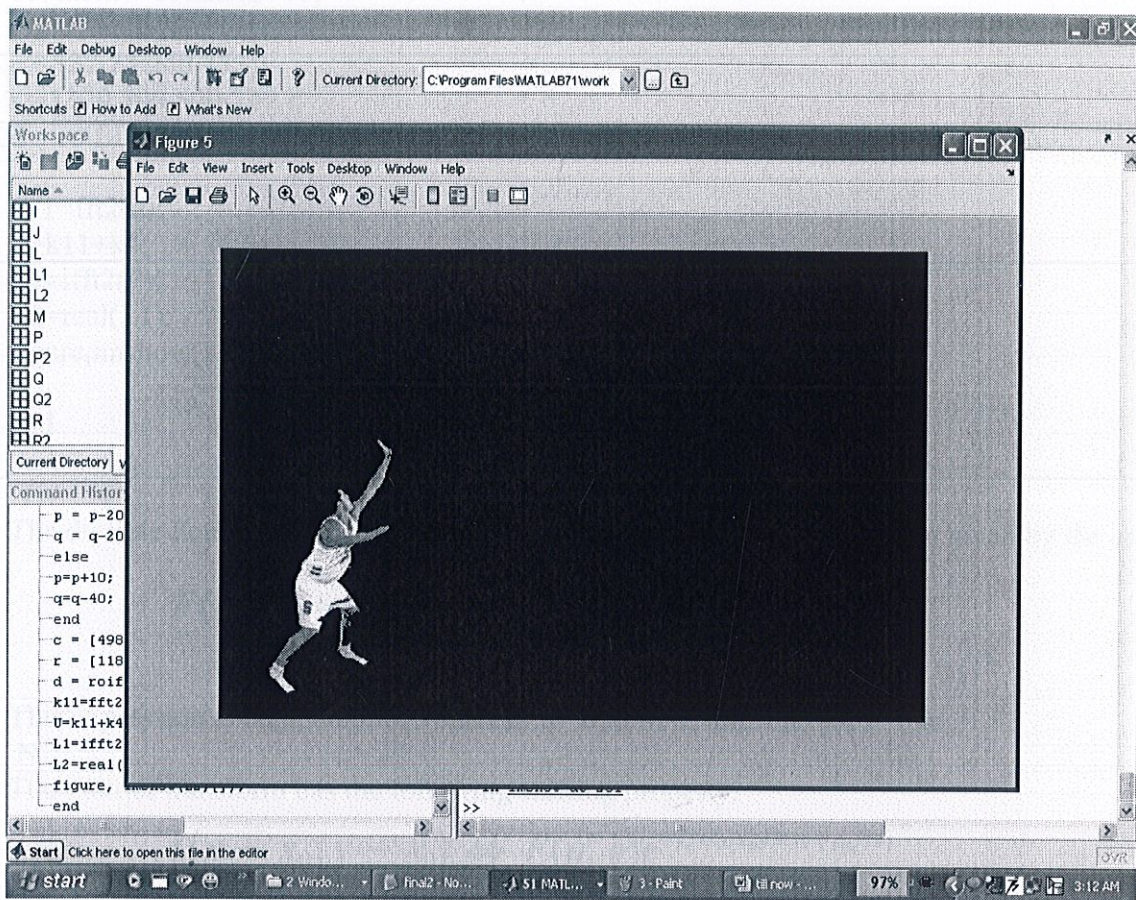 MATLAB
File Edit Debug Desktop Window Help
Current Directory: C:\Program Files\MATLAB71\work
Shortcuts How to Add What's New
Workspace
Name
I
J
L
L1
L2
M
P
P2
Q
Q2
R
R2
Current Directory
Figure 5
File Edit View Insert Tools Desktop Window Help
Command Histor
p = p-20
q = q-20
else
p=p+10;
q=q-40;
end
c = [498
r = [118
d = roif
k11=fft2
U=k11+k4
L1=ifft2
L2=real(
figure,
end
>>
Start Click here to open this file in the editor
OVR
start 2 Windo... final2 - No... 51 MATL... 3 - Paint till now - ... 97% 3:12 AM